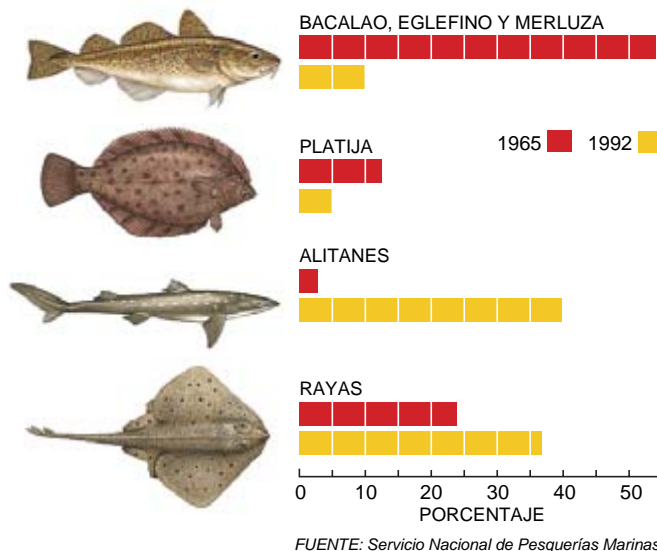 BACALAO, EGLEFINO Y MERLUZA
PLATIJA
1965 1992
ALITANES
RAYAS
0 10 20 30 40 50
PORCENTAJE
FUENTE: Servicio Nacional de Pesquerías Marinas